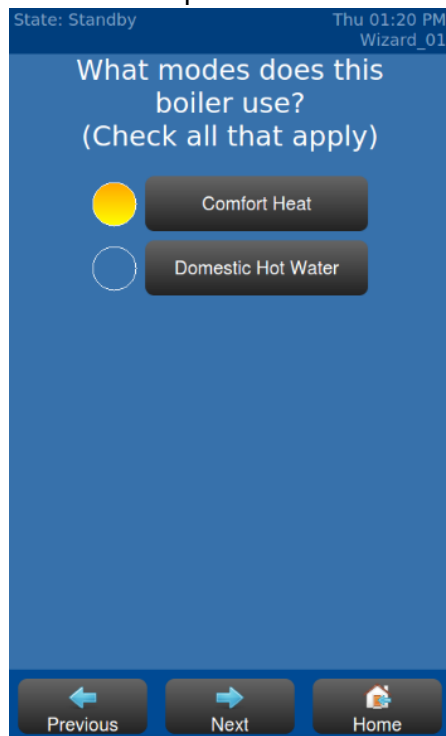 State: Standby
Thu 01:20 PM
Wizard_01
What modes does this
boiler use?
(Check all that apply)
Comfort Heat
Domestic Hot Water
Previous
Next
Home